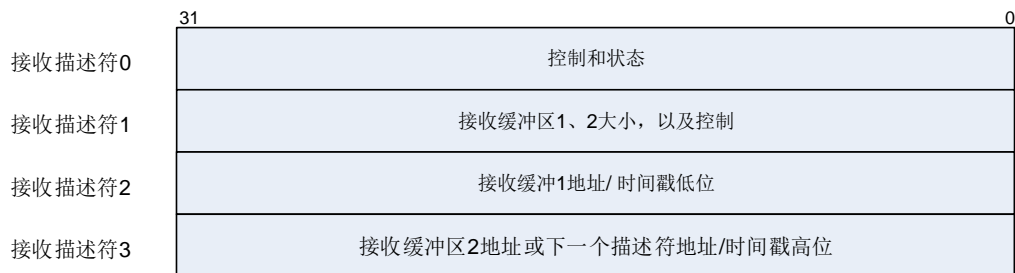 31 0
接收描述符0 控制和状态
接收描述符1 接收缓冲区1、2大小，以及控制
接收描述符2 接收缓冲1地址/ 时间戳低位
接收描述符3 接收缓冲区2地址或下一个描述符地址/时间戳高位